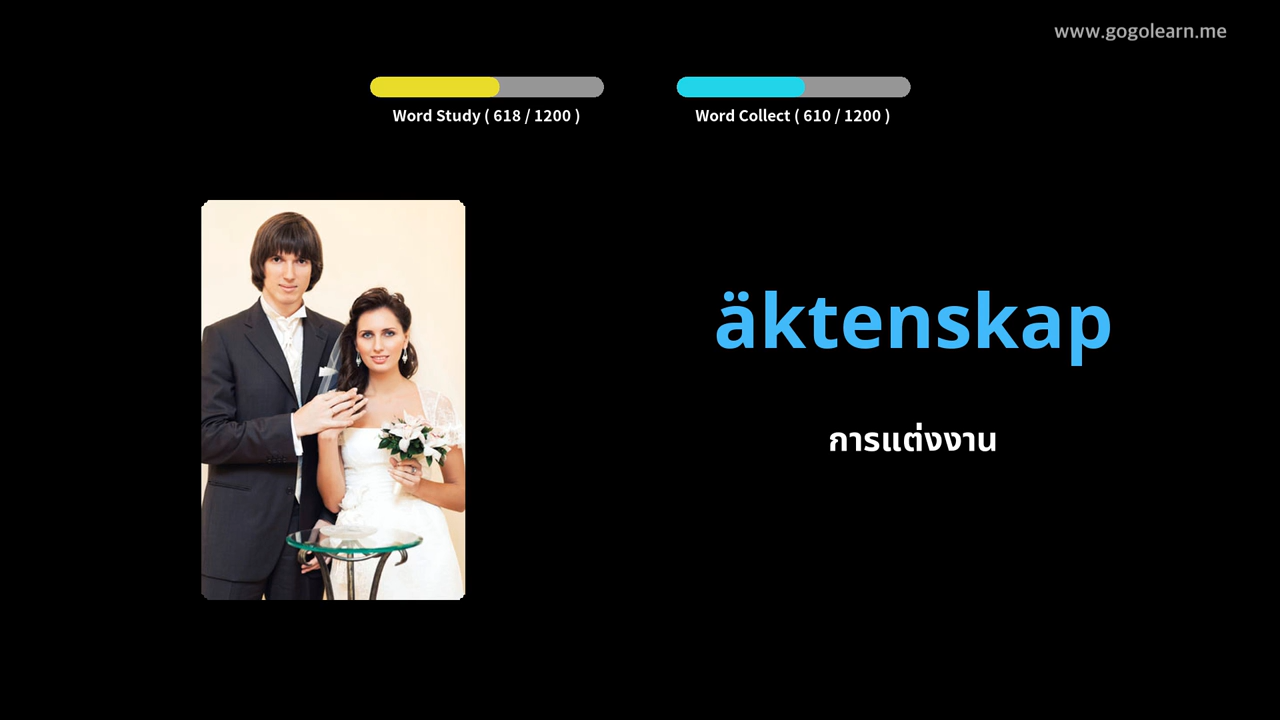 www.gogolearn.me
Word Study ( 618 / 1200 )
Word Collect ( 610 / 1200 )
äktenskap
การแต่งงาน